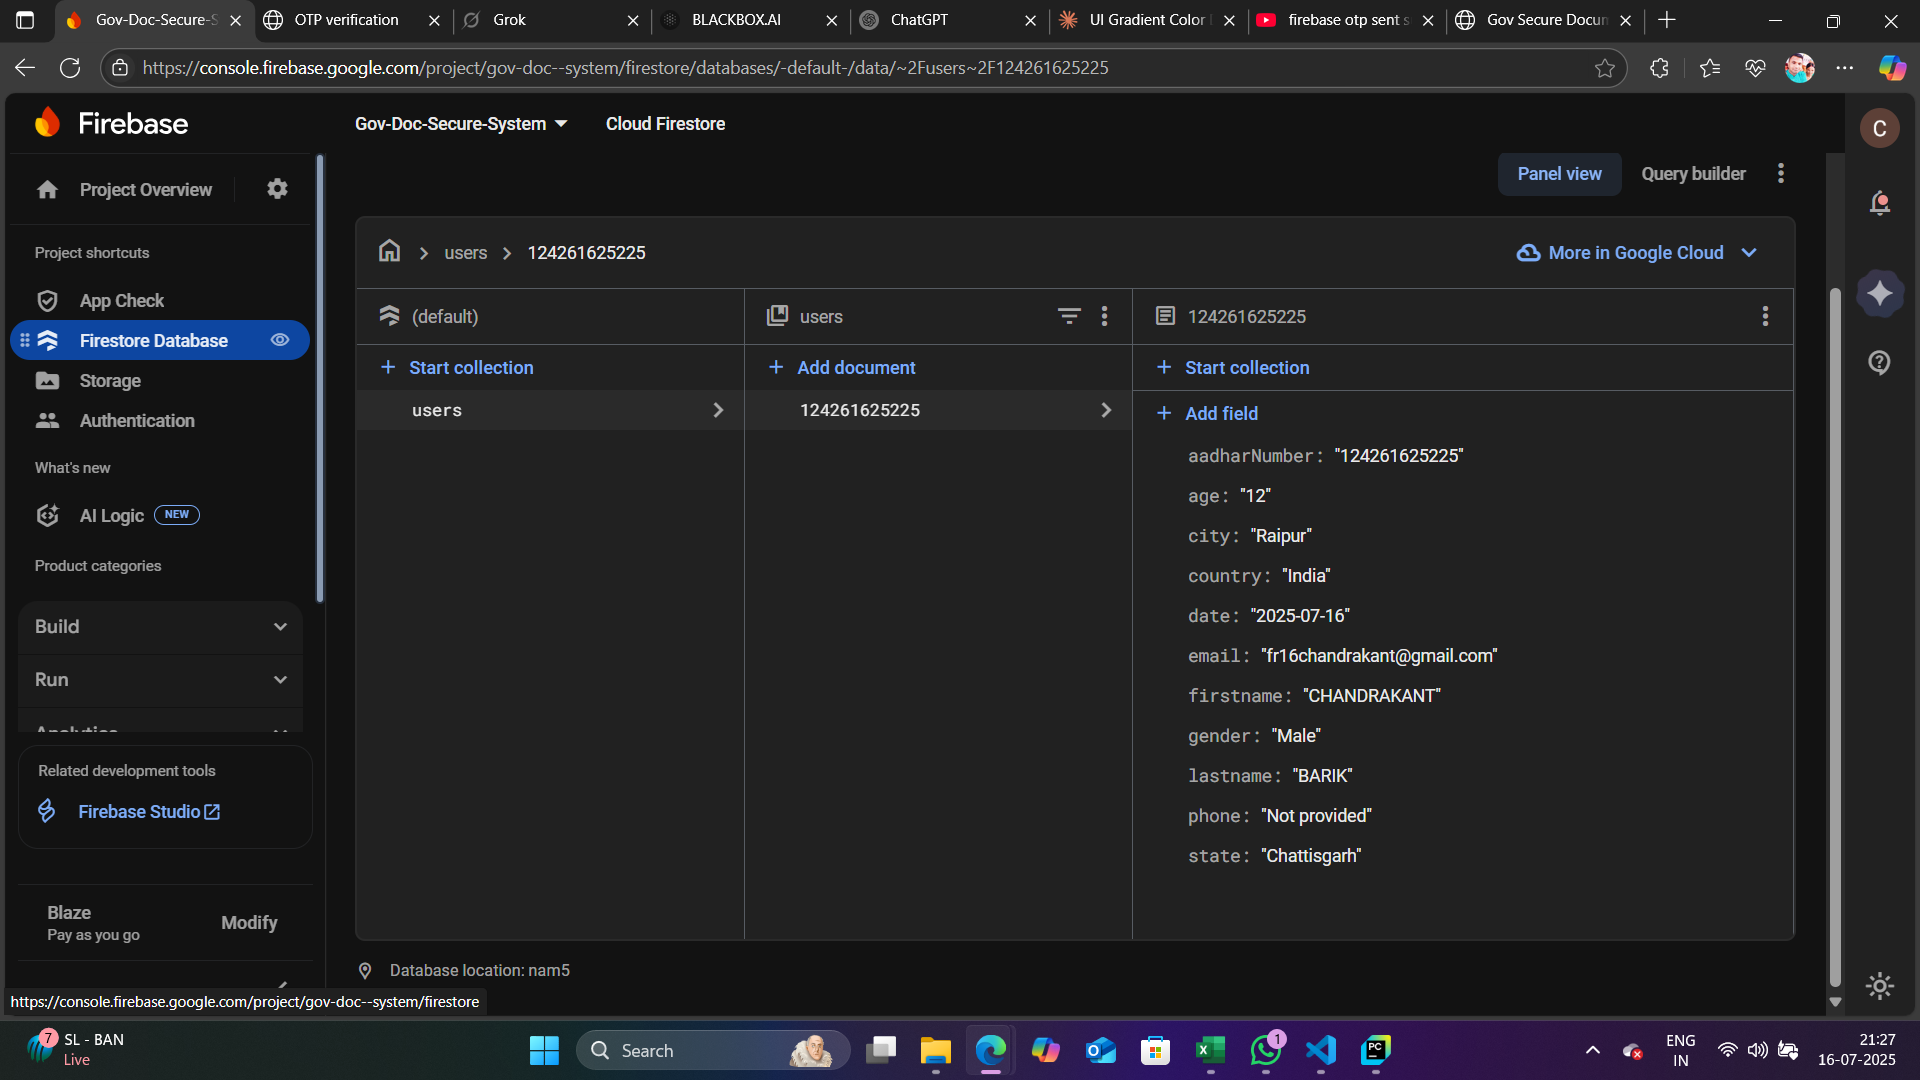 Gov-Doc-Secure-S
OTP verification
Grok
BLACKBOX.AI
ChatGPT
UI Gradient Color
firebase otp sent s
Gov Secure Docum
https://console.firebase.google.com/project/gov-doc--system/firestore/databases/-default-/data/~2Fusers~2F124261625225
Firebase
Gov-Doc-Secure-System
Cloud Firestore
C
Project Overview
Panel view
Query builder
Project shortcuts
App Check
Firestore Database
Storage
Authentication
What's new
AI Logic NEW
Product categories
Build
Run
Analytics
Related development tools
Firebase Studio
Blaze
Pay as you go
Modify
users
124261625225
More in Google Cloud
(default)
users
124261625225
Start collection
Add document
Start collection
users
124261625225
Add field
aadharNumber: "124261625225"
age: "12"
city: "Raipur"
country: "India"
date: "2025-07-16"
email: "fr16chandrakant@gmail.com"
firstname: "CHANDRAKANT"
gender: "Male"
lastname: "BARIK"
phone: "Not provided"
state: "Chattisgarh"
Database location: nam5
https://console.firebase.google.com/project/gov-doc--system/firestore
7
SL - BAN
Live
Search
1
PC
ENG
IN
21:27
16-07-2025